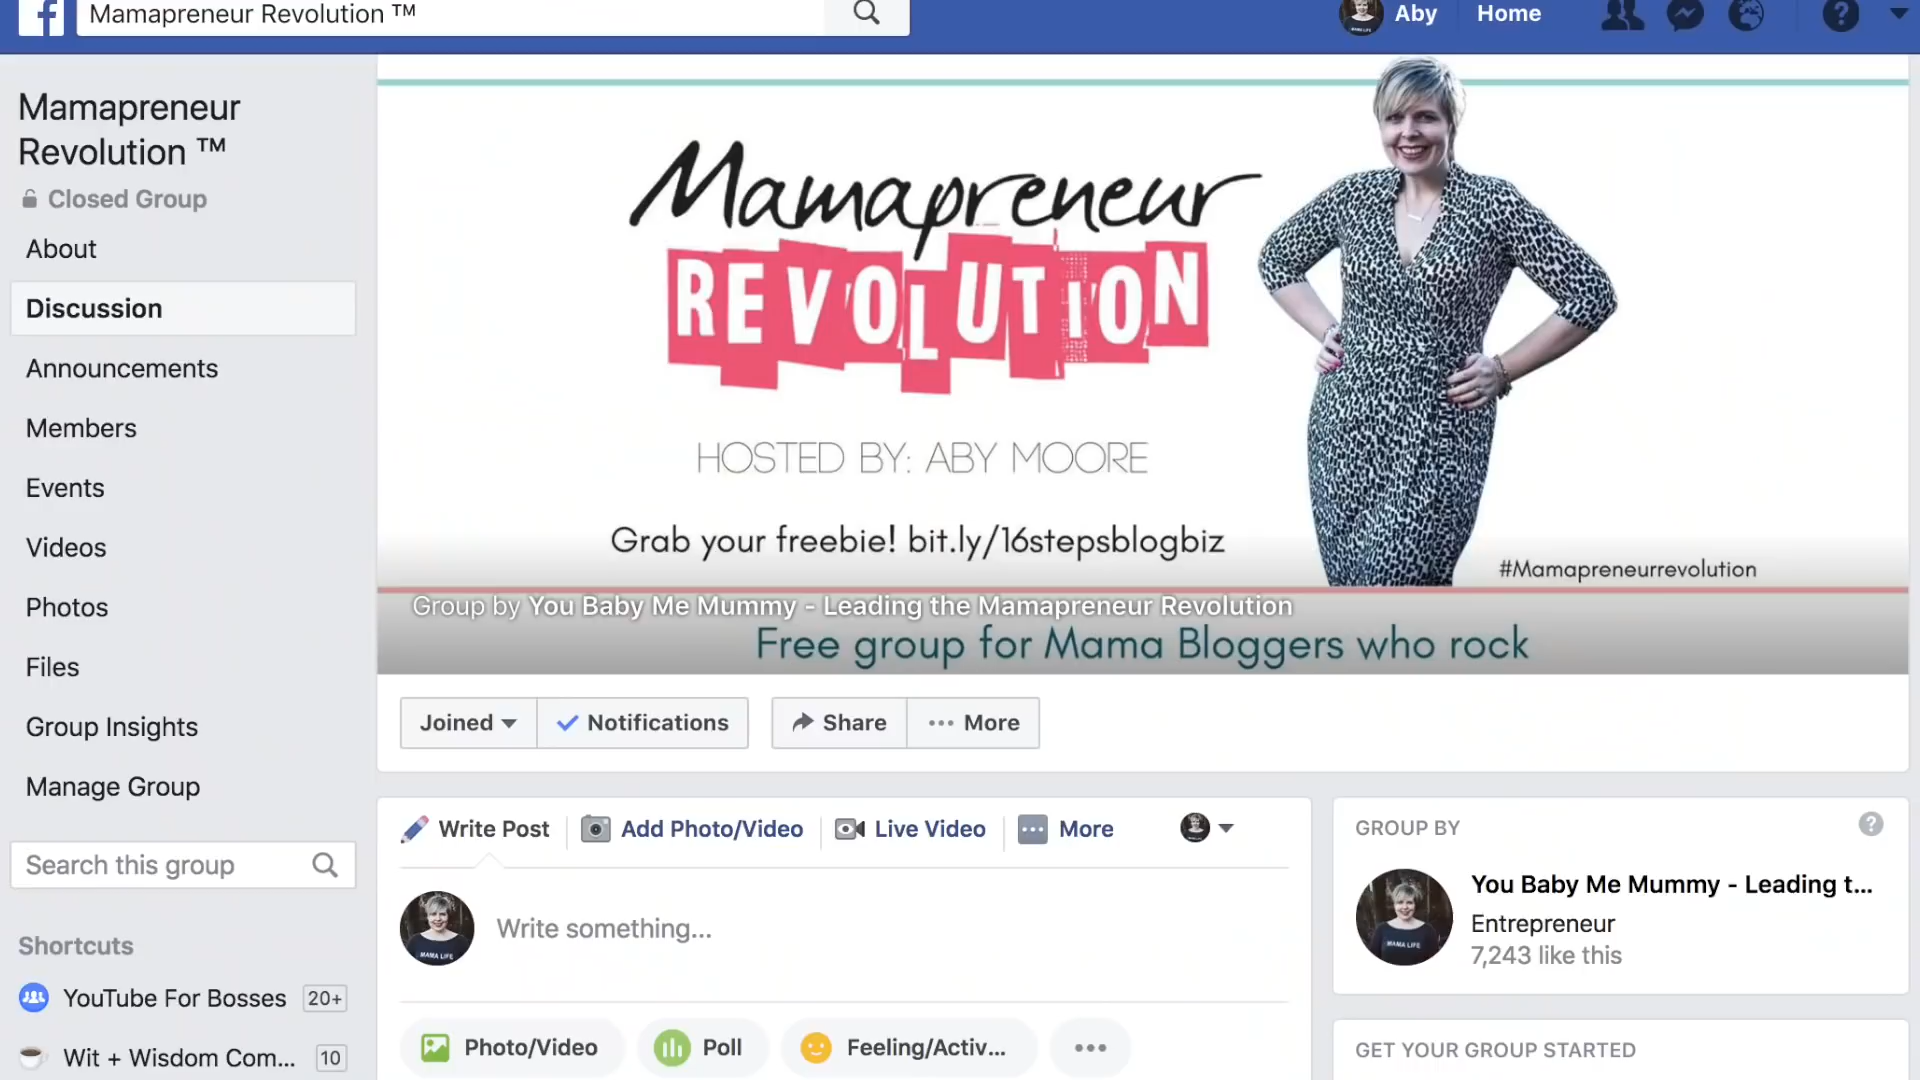 Mamapreneur Revolution ™
Aby
Home
Mamapreneur
Revolution ™
Closed Group
About
Discussion
Announcements
Members
Events
Videos
Photos
Files
Group Insights
Manage Group
Search this group
Shortcuts
YouTube For Bosses 20+
Wit + Wisdom Com... 10
Mamapreneur
REVOLUTION
HOSTED BY: ABY MOORE
Grab your freebie! bit.ly/16stepsblogbiz
#Mamapreneurrevolution
Group by You Baby Me Mummy - Leading the Mamapreneur Revolution
Free group for Mama Bloggers who rock
Joined
Notifications
Share
More
Write Post
Add Photo/Video
Live Video
More
MAMA LIFE
Write something...
Photo/Video
Poll
Feeling/Activ...
GROUP BY
You Baby Me Mummy - Leading t...
Entrepreneur
7,243 like this
MAMA LIFE
GET YOUR GROUP STARTED